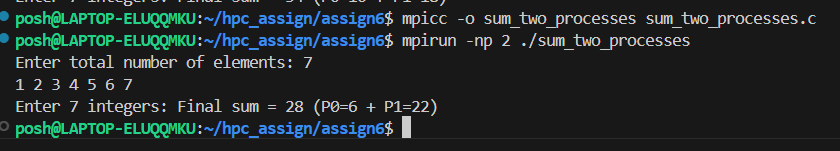 posh@LAPTOP-ELUQQMKU:~/hpc_assign/assign6$ mpicc -o sum_two_processes sum_two_processes.c
posh@LAPTOP-ELUQQMKU:~/hpc_assign/assign6$ mpirun -np 2 ./sum_two_processes
Enter total number of elements: 7
1 2 3 4 5 6 7
Enter 7 integers: Final sum = 28 (P0=6 + P1=22)
posh@LAPTOP-ELUQQMKU:~/hpc_assign/assign6$